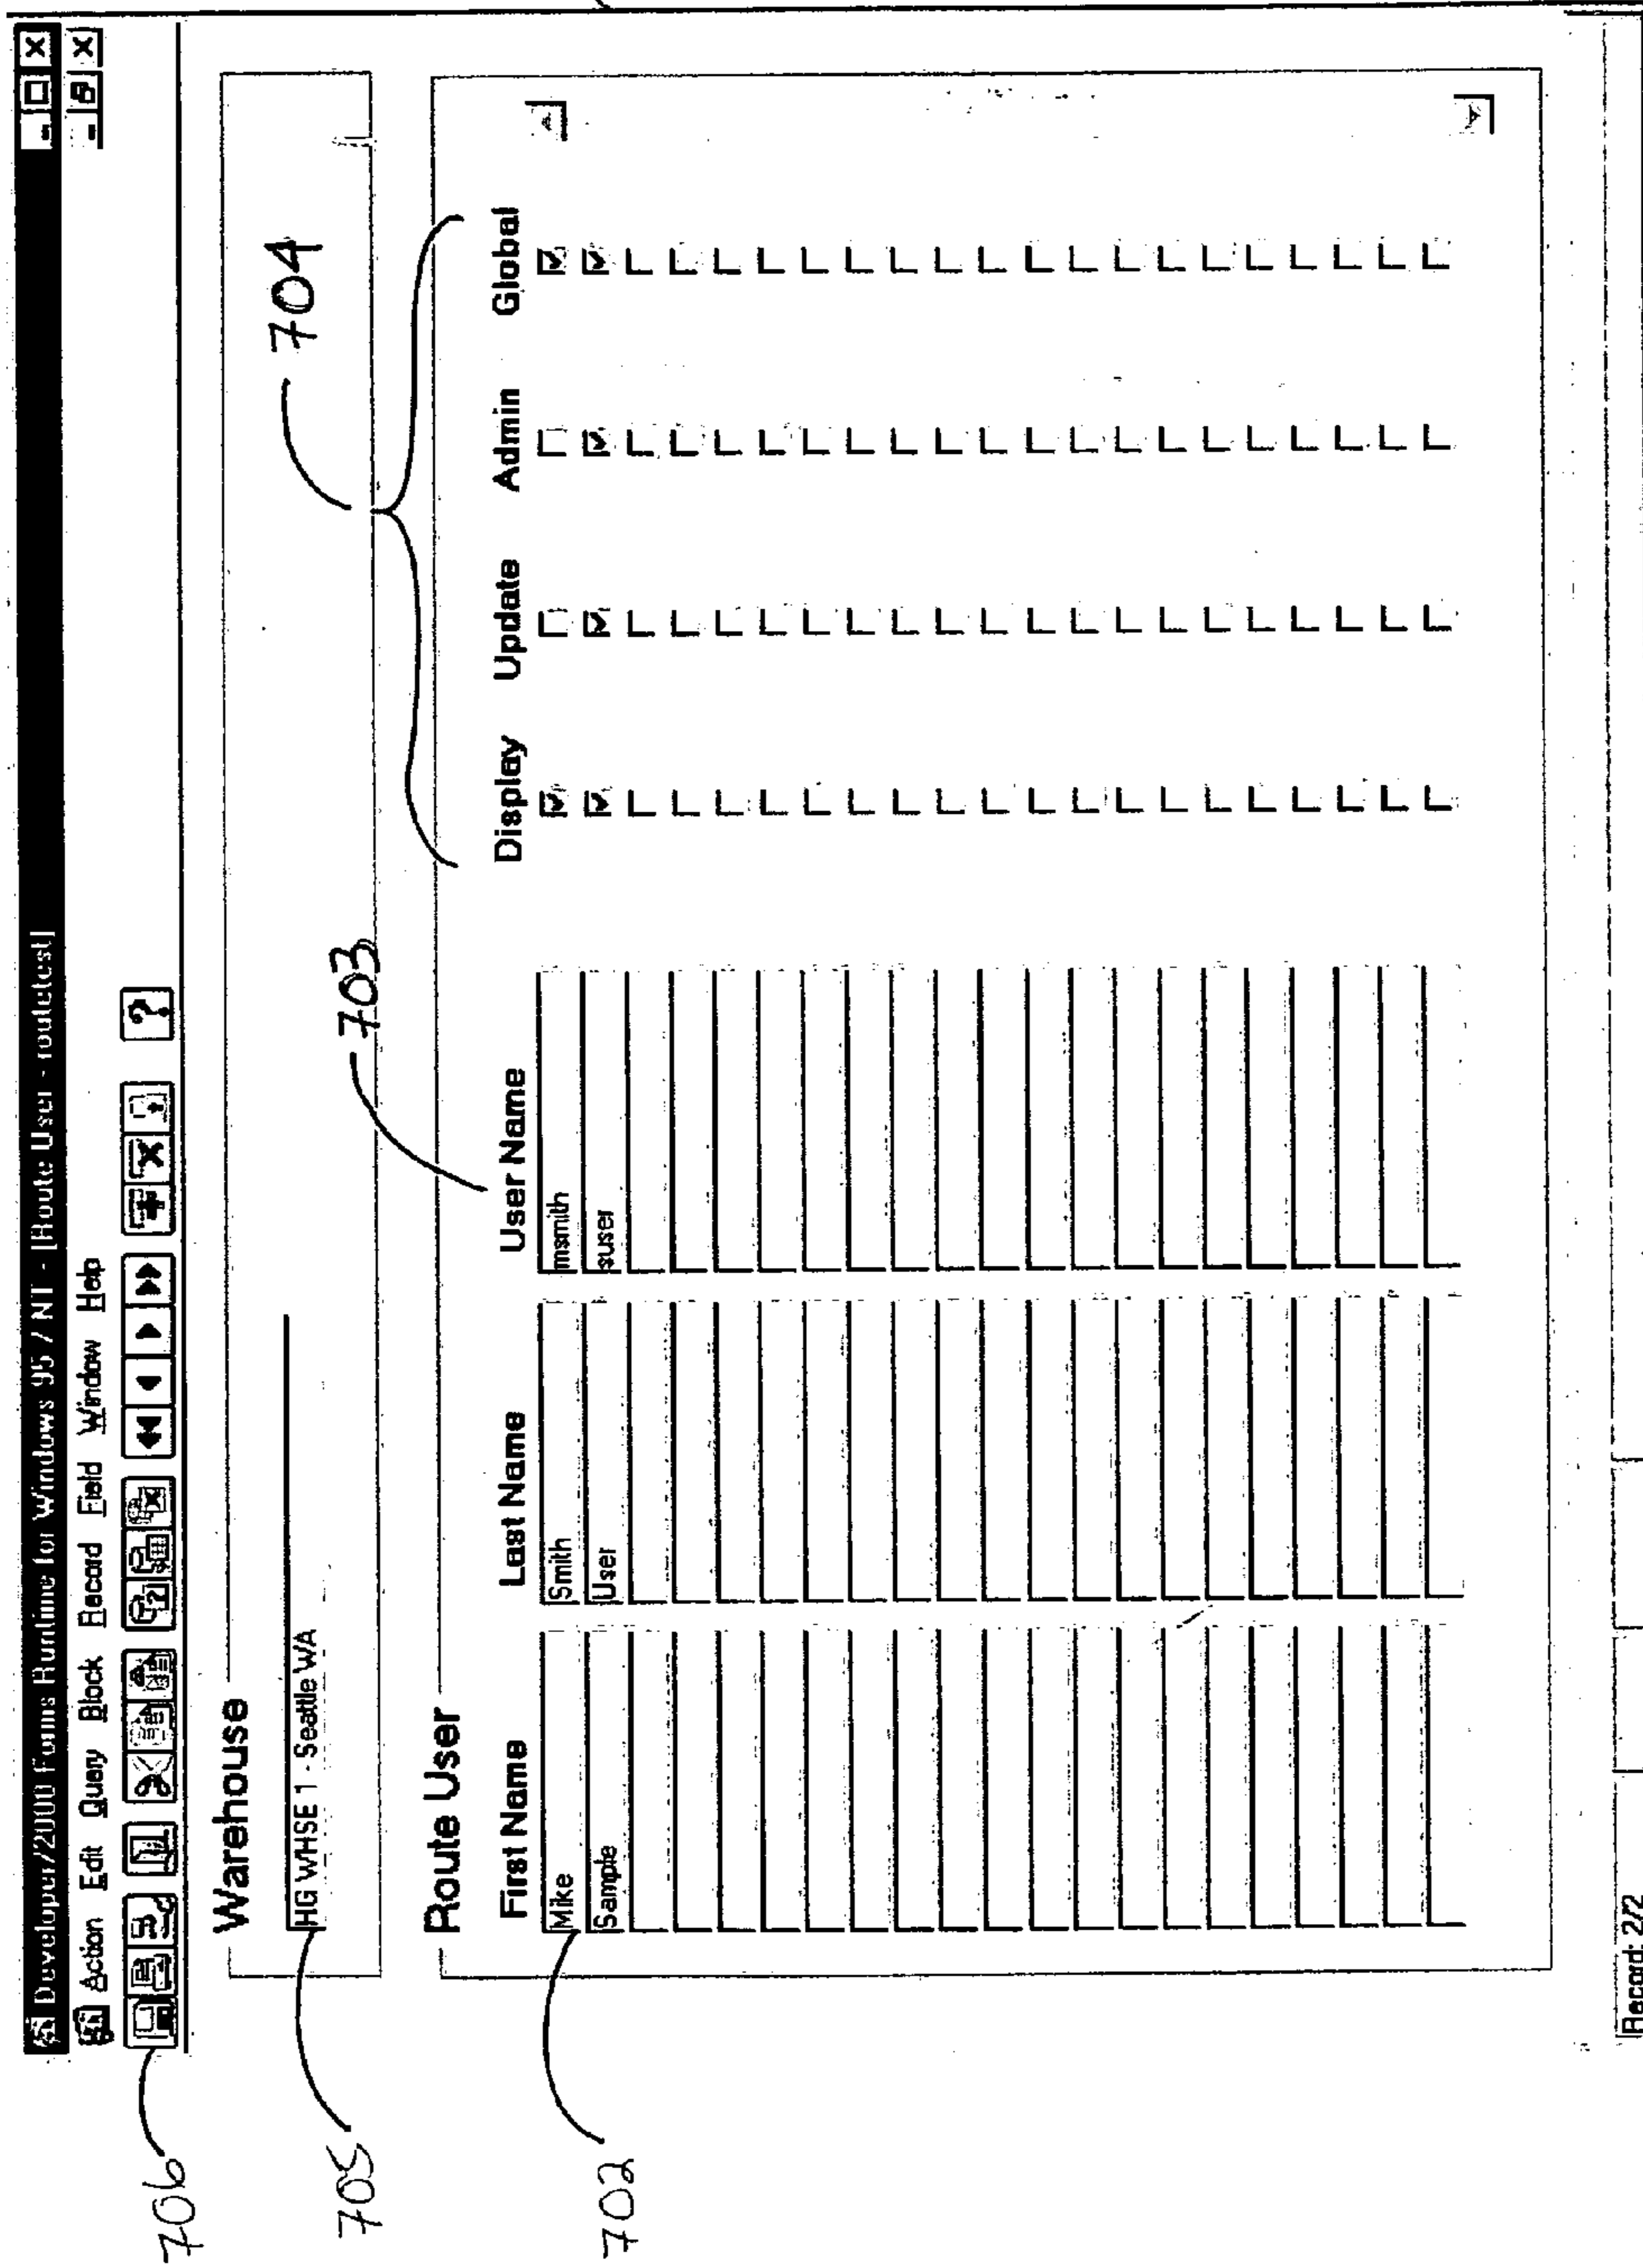 Developer/2000 Forms Runtime for Windows 95 / NT - [Route User - routetest]
Action Edit Query Block Record Field Window Help
706
Warehouse
704
HG WHSE 1 - Seattle WA
705
703
Route User
First Name Last Name User Name Display Update Admin Global
Mike Smith msmith
Sample User suser
702
Record: 2/2